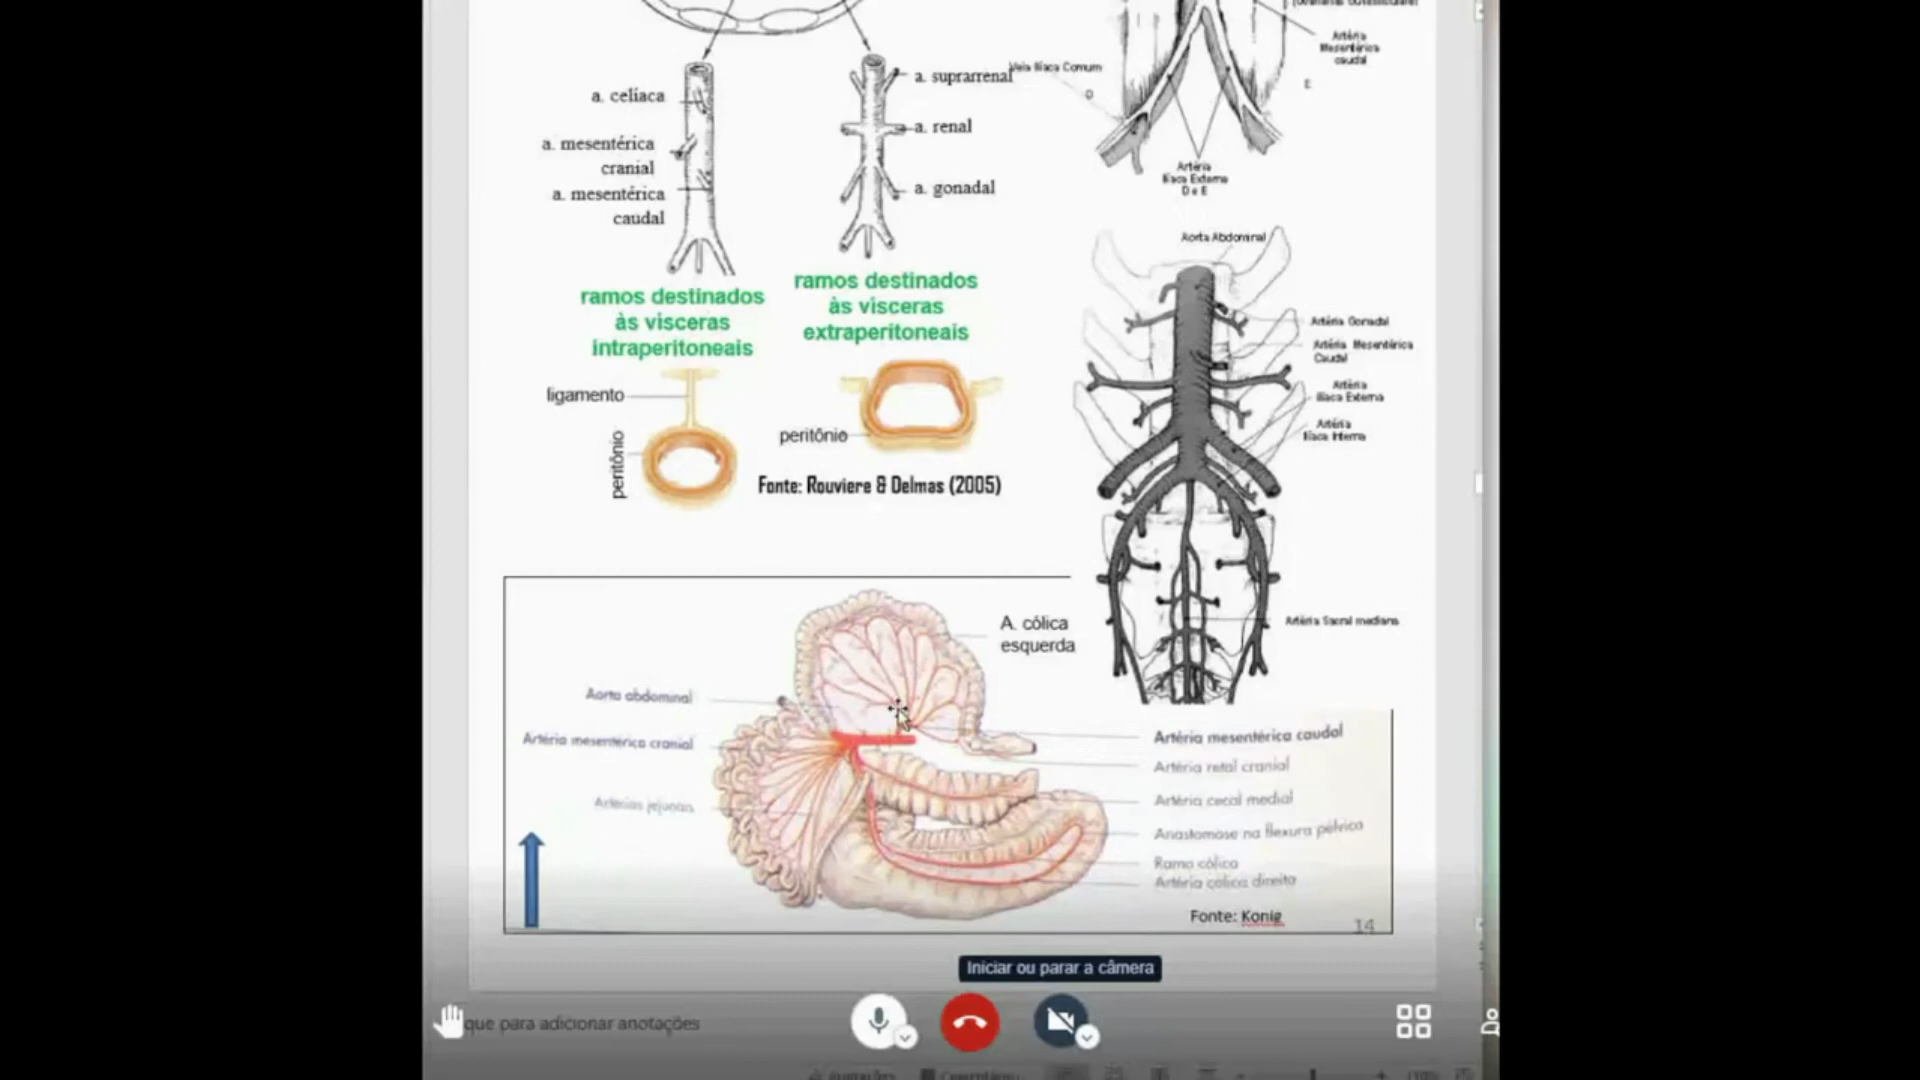 Artéria
Mesentérica
caudal
Veia Ilíaca Comum
D
E
Artéria
Ilíaca Externa
D e E
a. celíaca
a. mesentérica
cranial
a. mesentérica
caudal
a. suprarrenal
a. renal
a. gonadal
ramos destinados
às visceras
intraperitoneais
ramos destinados
às visceras
extraperitoneais
ligamento
peritônio
peritônio
Fonte: Rouviere & Delmas (2005)
Aorta Abdominal
Artéria Gonadal
Artéria Mesentérica
Caudal
Artéria
Ilíaca Externa
Artéria
Ilíaca Interna
Artéria Sacral mediana
A. cólica
esquerda
Aorta abdominal
Artéria mesentérica cranial
Artérias jejunais
Artéria mesentérica caudal
Artéria retal cranial
Artéria cecal medial
Anastomose na flexura pélvica
Ramo cólico
Artéria cólica direita
Fonte: Konig
14
Iniciar ou parar a câmera
que para adicionar anotações